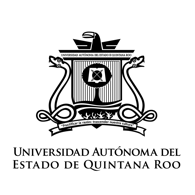 UNIVERSIDAD AUTÓNOMA DEL
ESTADO DE QUINTANA ROO